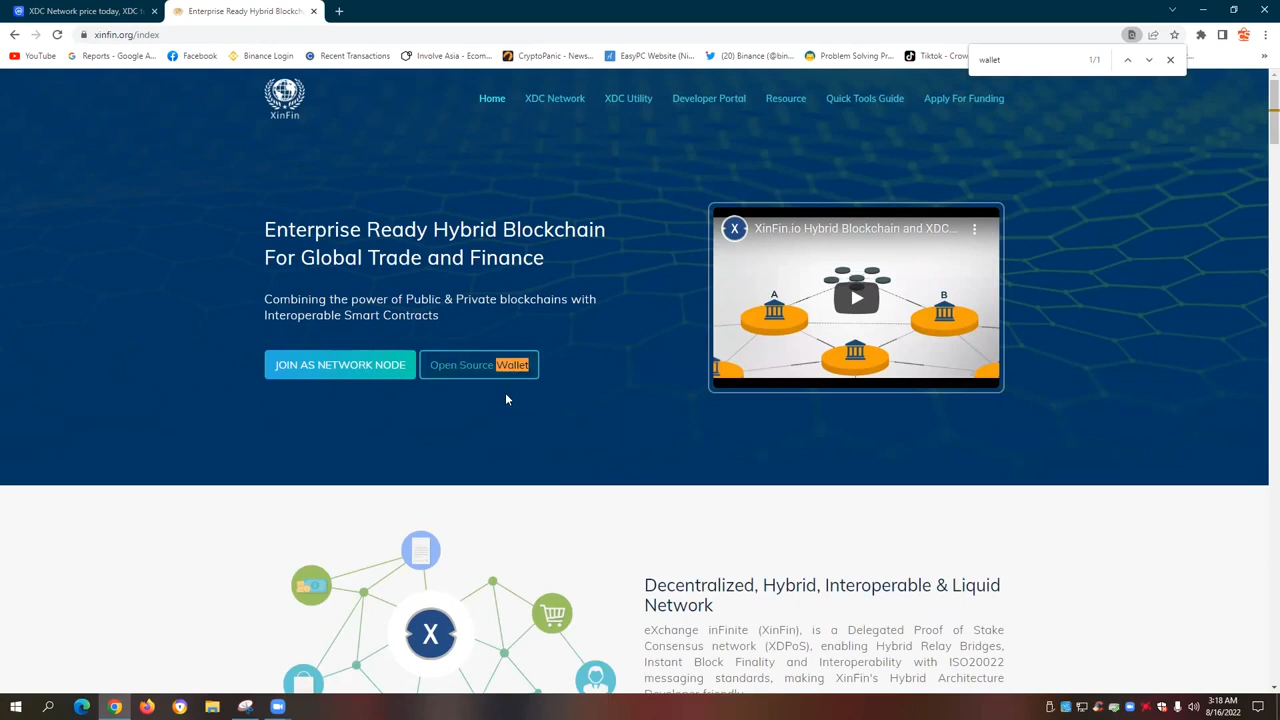 XDC Network price today, XDC t
Enterprise Ready Hybrid Blockch
xinfin.org/index
YouTube
Reports - Google A...
Facebook
Binance Login
Recent Transactions
Involve Asia - Ecom...
CryptoPanic - News...
EasyPC Website (Ni...
(20) Binance (@bin...
Problem Solving Pr...
Tiktok - Crow
wallet
1/1
XinFin
Home
XDC Network
XDC Utility
Developer Portal
Resource
Quick Tools Guide
Apply For Funding
Enterprise Ready Hybrid Blockchain
For Global Trade and Finance
Combining the power of Public & Private blockchains with
Interoperable Smart Contracts
JOIN AS NETWORK NODE
Open Source Wallet
X XinFin.io Hybrid Blockchain and XDC...
A
B
X
Decentralized, Hybrid, Interoperable & Liquid
Network
eXchange inFinite (XinFin), is a Delegated Proof of Stake
Consensus network (XDPoS), enabling Hybrid Relay Bridges,
Instant Block Finality and Interoperability with ISO20022
messaging standards, making XinFin's Hybrid Architecture
Developer friendly
3:18 AM
8/16/2022